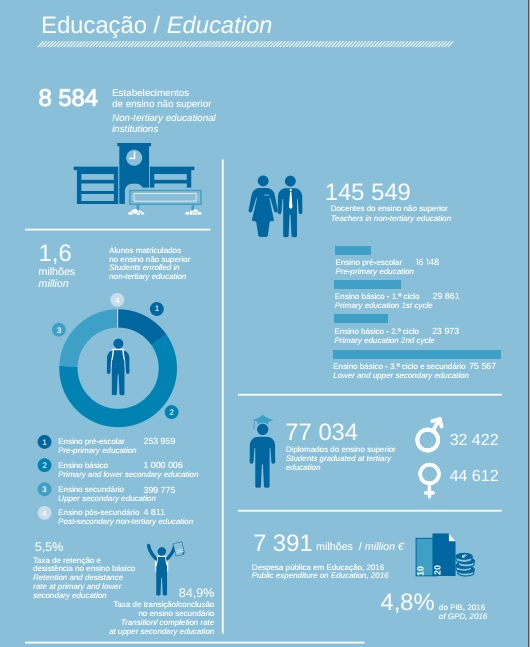 Educação / Education
8 584
Estabelecimentos
de ensino não superior
Non-tertiary educational
institutions
1,6
milhões
million
Alunos matriculados
no ensino não superior
Students enrolled in
non-tertiary education
4
1
3
2
1 Ensino pré-escolar 253 959
Pre-primary education
2 Ensino básico 1 000 006
Primary and lower secondary education
3 Ensino secundário 399 775
Upper secondary education
4 Ensino pós-secundário 4 811
Post-secondary non-tertiary education
5,5%
Taxa de retenção e
desistência no ensino básico
Retention and desistance
rate at primary and lower
secondary education
84,9%
Taxa de transição/conclusão
no ensino secundário
Transition/ completion rate
at upper secondary education
145 549
Docentes do ensino não superior
Teachers in non-tertiary education
Ensino pré-escolar 16 148
Pre-primary education
Ensino básico - 1.º ciclo 29 861
Primary education 1st cycle
Ensino básico - 2.º ciclo 23 973
Primary education 2nd cycle
Ensino básico - 3.º ciclo e secundário 75 567
Lower and upper secondary education
77 034
Diplomados do ensino superior
Students graduated at tertiary
education
32 422
44 612
7 391 milhões / million €
Despesa pública em Educação, 2016
Public expenditure on Education, 2016
10
20
4,8% do PIB, 2016
of GPD, 2016